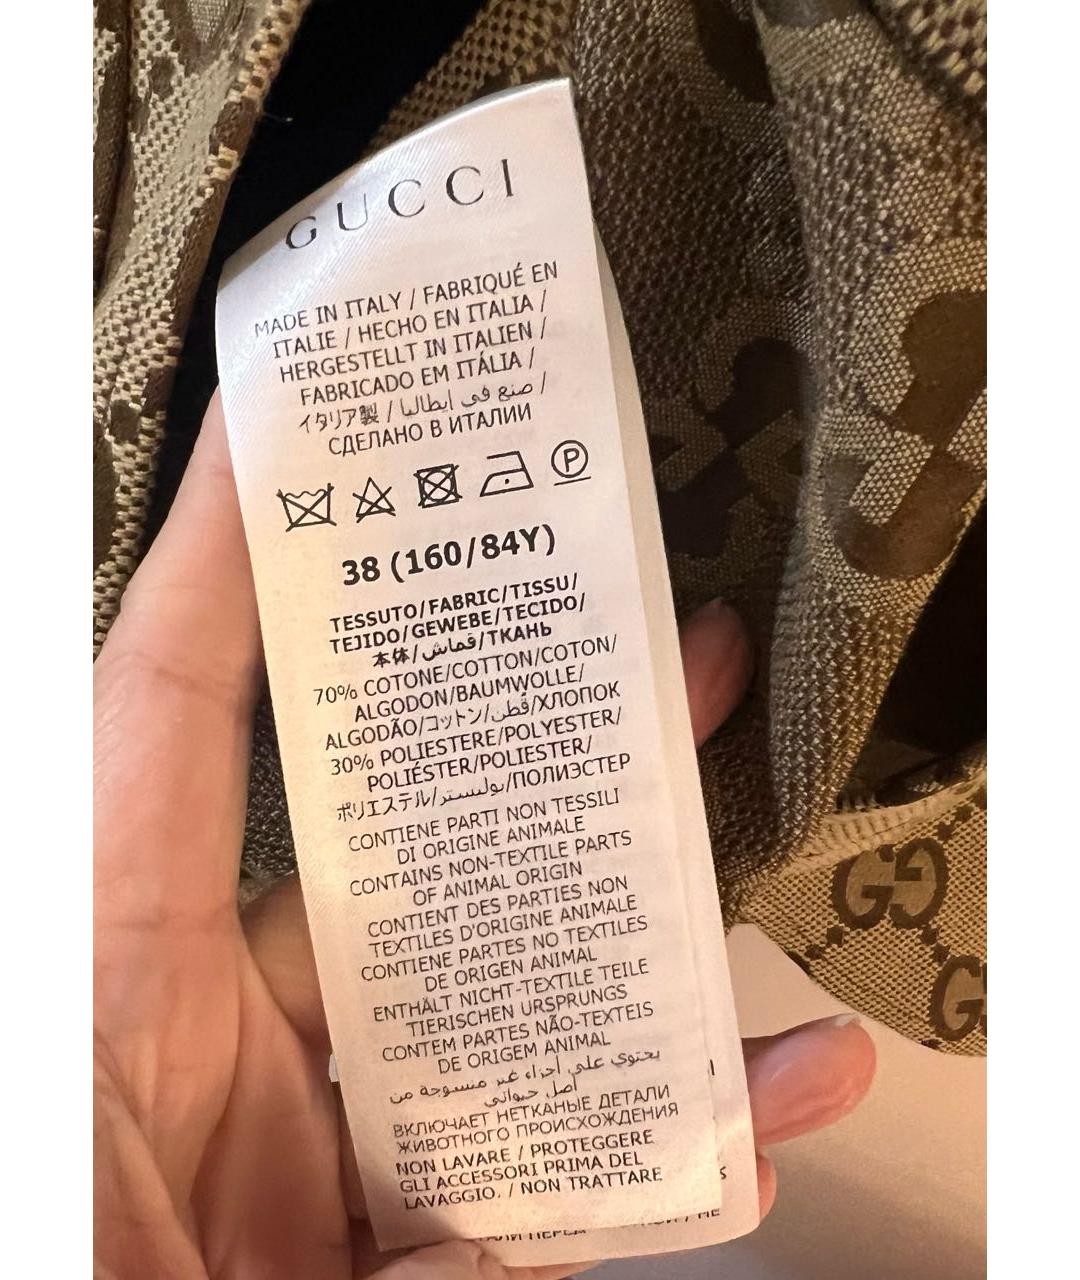 GUCCI
MADE IN ITALY / FABRIQUÉ EN
ITALIE / HECHO EN ITALIA /
HERGESTELLT IN ITALIEN /
FABRICADO EM ITÁLIA /
イタリア製 / صنع في ايطاليا /
СДЕЛАНО В ИТАЛИИ
P
38 (160/84Y)
TESSUTO/FABRIC/TISSU/
TEJIDO/GEWEBE/TECIDO/
本体/قماش/ТКАНЬ
70% COTONE/COTTON/COTON/
ALGODON/BAUMWOLLE/
ALGODÃO/コットン/قطن/ХЛОПОК
30% POLIESTERE/POLYESTER/
POLIÉSTER/POLIESTER/
ポリエステル/بوليستر/ПОЛИЭСТЕР
CONTIENE PARTI NON TESSILI
DI ORIGINE ANIMALE
CONTAINS NON-TEXTILE PARTS
OF ANIMAL ORIGIN
CONTIENT DES PARTIES NON
TEXTILES D'ORIGINE ANIMALE
CONTIENE PARTES NO TEXTILES
DE ORIGEN ANIMAL
ENTHÄLT NICHT-TEXTILE TEILE
TIERISCHEN URSPRUNGS
CONTEM PARTES NÃO-TEXTEIS
DE ORIGEM ANIMAL
يحتوي على أجزاء غير منسوجة من
أصل حيواني
ВКЛЮЧАЕТ НЕТКАНЫЕ ДЕТАЛИ
ЖИВОТНОГО ПРОИСХОЖДЕНИЯ
NON LAVARE / PROTEGGERE
GLI ACCESSORI PRIMA DEL
LAVAGGIO. / NON TRATTARE